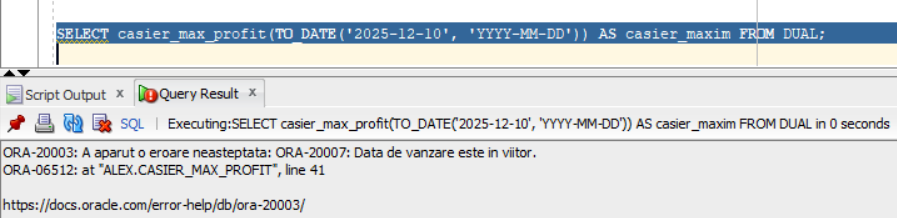 SELECT casier_max_profit(TO_DATE('2025-12-10', 'YYYY-MM-DD')) AS casier_maxim FROM DUAL;
Script Output x Query Result x
SQL | Executing:SELECT casier_max_profit(TO_DATE('2025-12-10', 'YYYY-MM-DD')) AS casier_maxim FROM DUAL in 0 seconds
ORA-20003: A aparut o eroare neasteptata: ORA-20007: Data de vanzare este in viitor.
ORA-06512: at "ALEX.CASIER_MAX_PROFIT", line 41
https://docs.oracle.com/error-help/db/ora-20003/